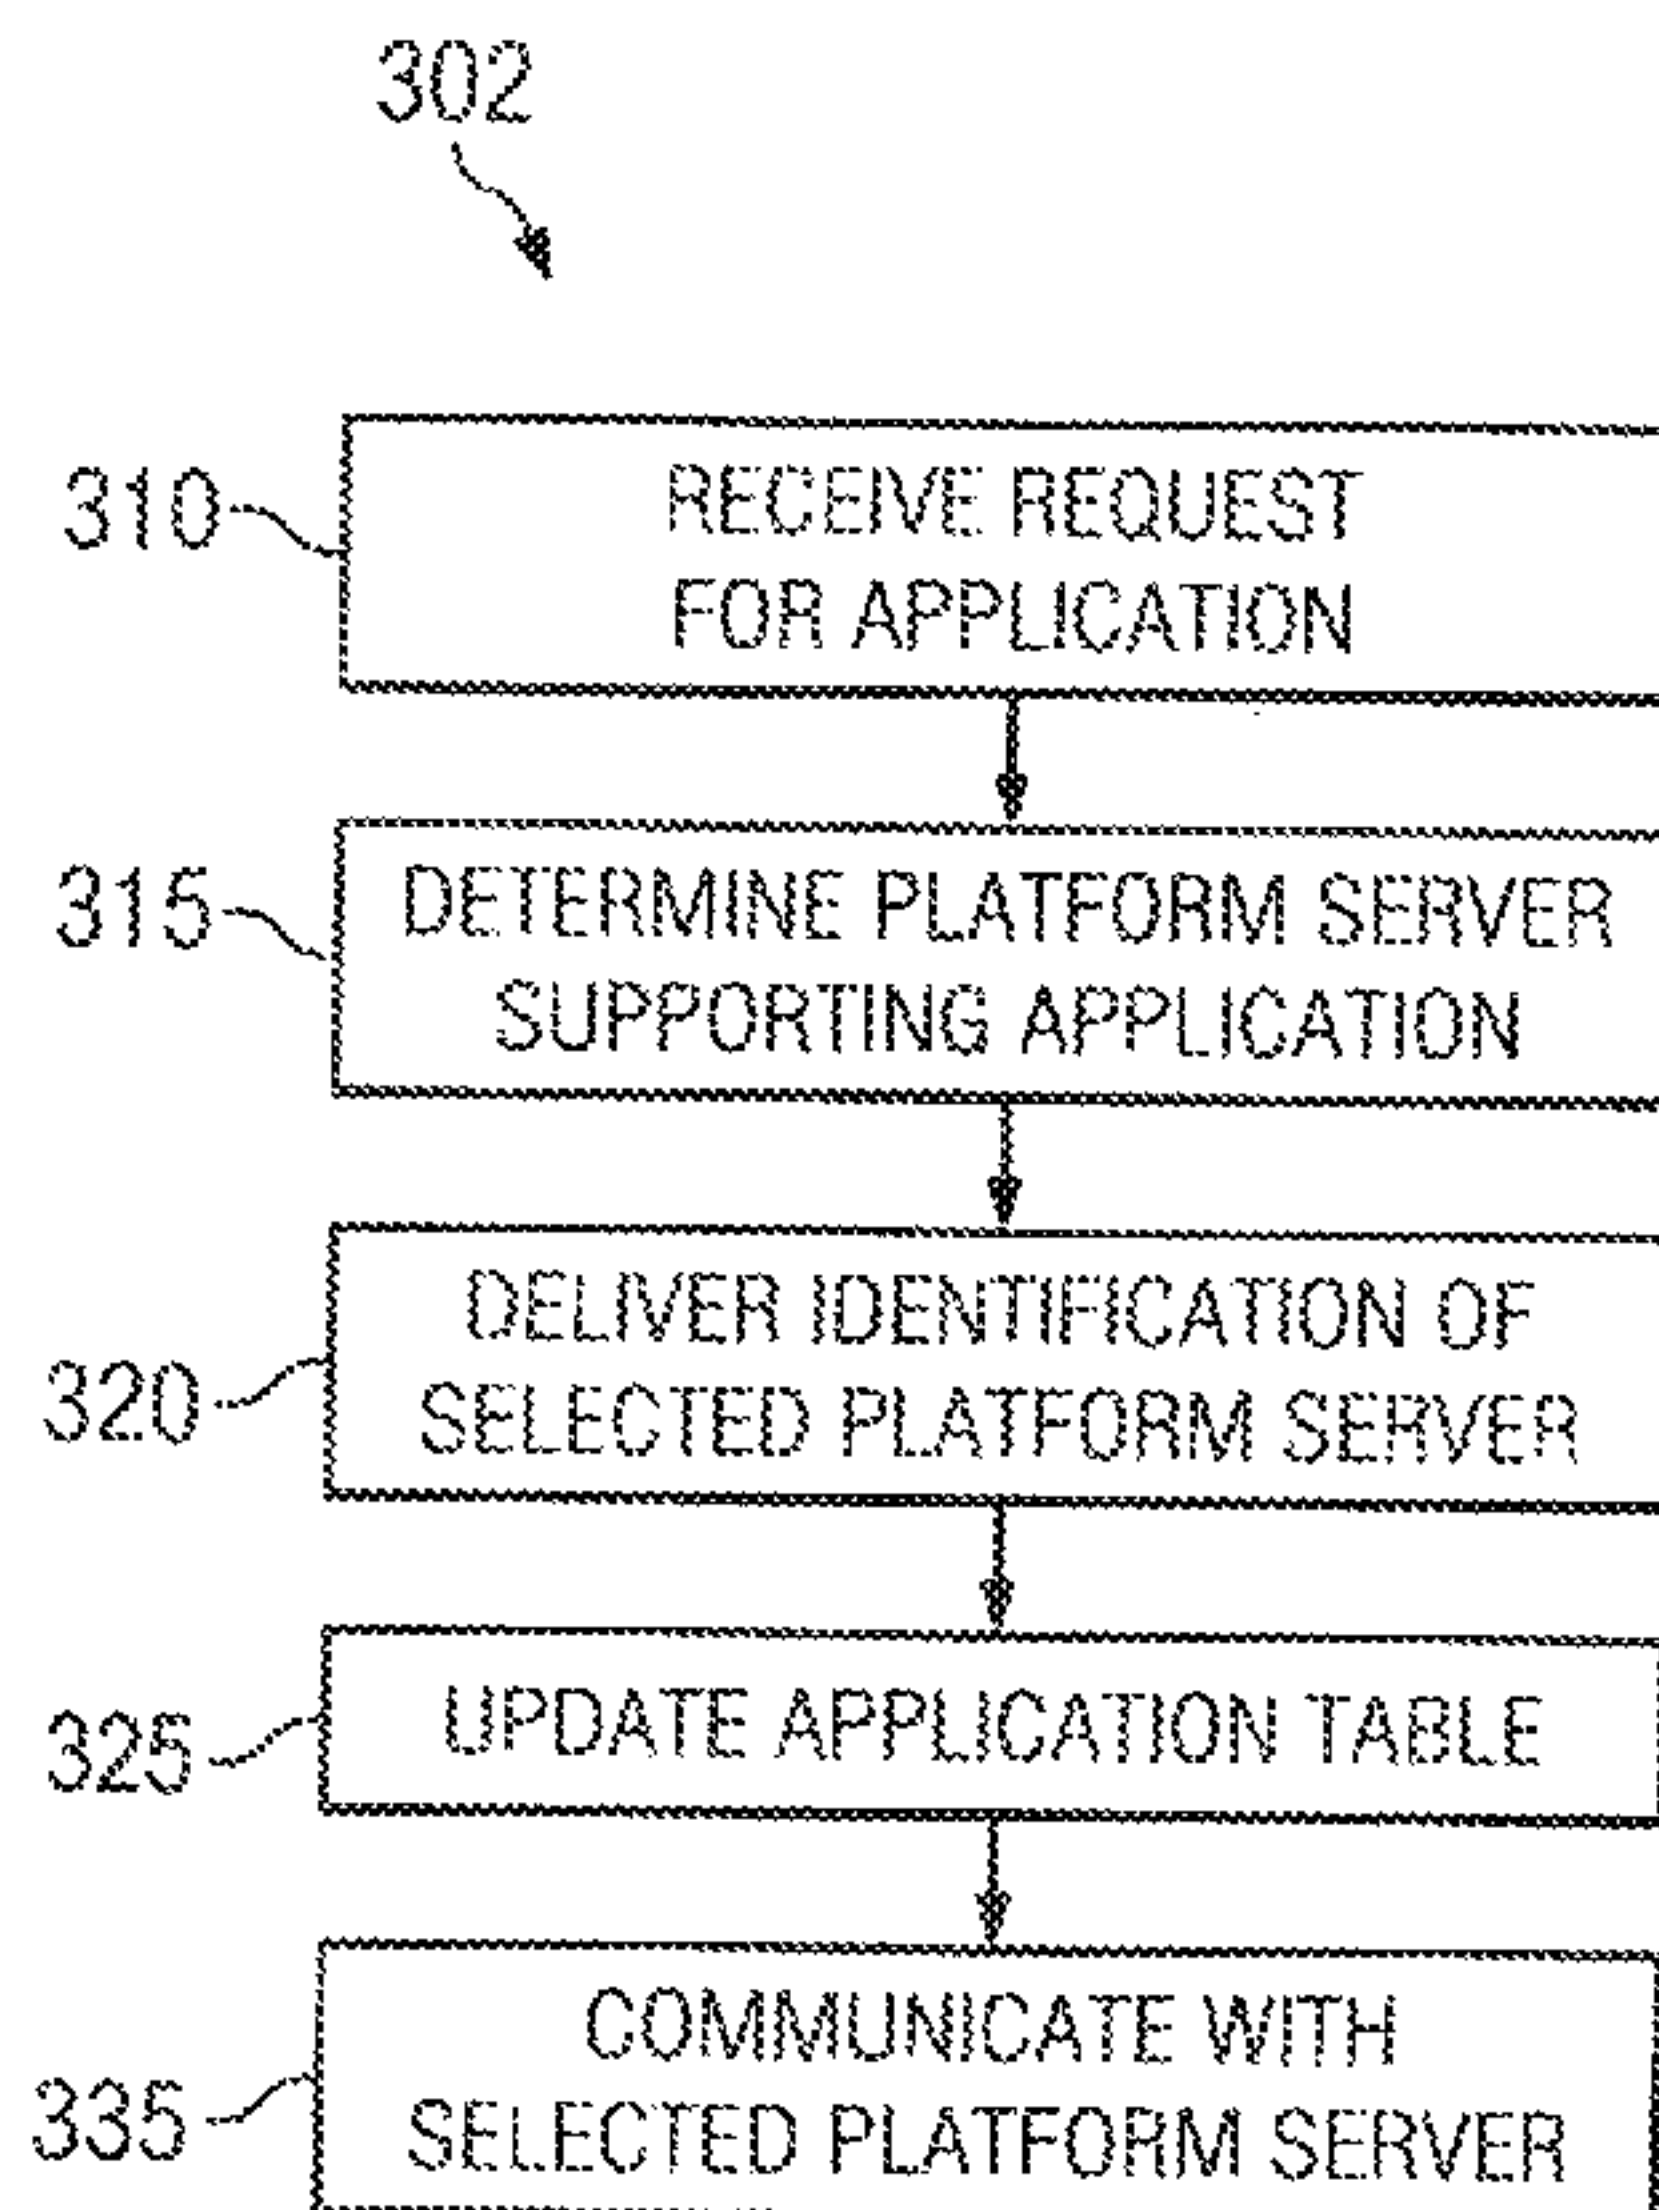 302
310
RECEIVE REQUEST
FOR APPLICATION
315
DETERMINE PLATFORM SERVER
SUPPORTING APPLICATION
320
DELIVER IDENTIFICATION OF
SELECTED PLATFORM SERVER
325
UPDATE APPLICATION TABLE
335
COMMUNICATE WITH
SELECTED PLATFORM SERVER